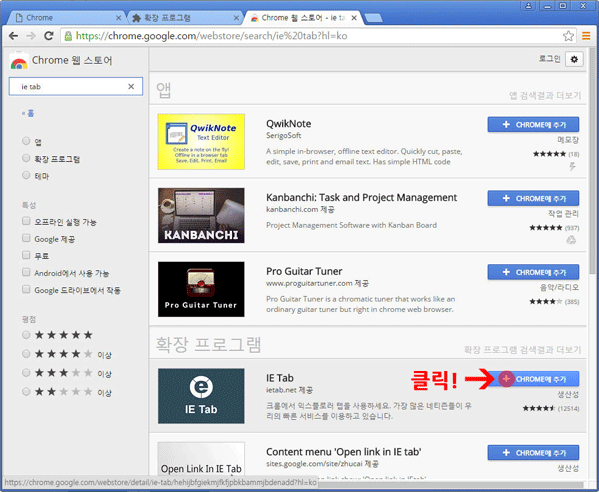 Chrome
확장 프로그램
Chrome 웹 스토어 - ie ta
https://chrome.google.com/webstore/search/ie%20tab?hl=ko
Chrome 웹 스토어
로그인
ie tab
« 홈
앱
확장 프로그램
테마
특성
오프라인 실행 가능
Google 제공
무료
Android에서 사용 가능
Google 드라이브에서 작동
평점
이상
이상
이상
앱
앱 검색결과 더보기
QwikNote
Text Editor
Create a note on the fly!
Offline in a browser tab
Save, Edit, Print, Email.
QwikNote
SerigoSoft
A simple in-browser, offline text editor. Quickly cut, paste,
edit, save, print and email text. Has simple HTML code
CHROME에 추가
메모장
(18)
KANBANCHI
Kanbanchi: Task and Project Management
kanbanchi.com 제공
Project Management Software with Kanban Board
CHROME에 추가
작업 관리
(937)
Pro Guitar Tuner
Pro Guitar Tuner
www.proguitartuner.com 제공
Pro Guitar Tuner is a chromatic tuner that works like an
ordinary guitar tuner but right in chrome web browser.
CHROME에 추가
음악/라디오
(385)
확장 프로그램
확장 프로그램 검색결과 더보기
IE Tab
IE Tab
ietab.net 제공
크롬에서 익스플로러 탭을 사용하세요. 가장 많은 네티즌들이 우
리의 빠른 서비스를 이용하고 있습니다.
클릭!
CHROME에 추가
생산성
(12514)
Open Link In IE Tab
Content menu 'Open link in IE tab'
sites.google.com/site/zhucai 제공
CHROME에 추가
생산성
https://chrome.google.com/webstore/detail/ie-tab/hehijbfgiekmjfkfjpbkbammjbdenadd?hl=ko